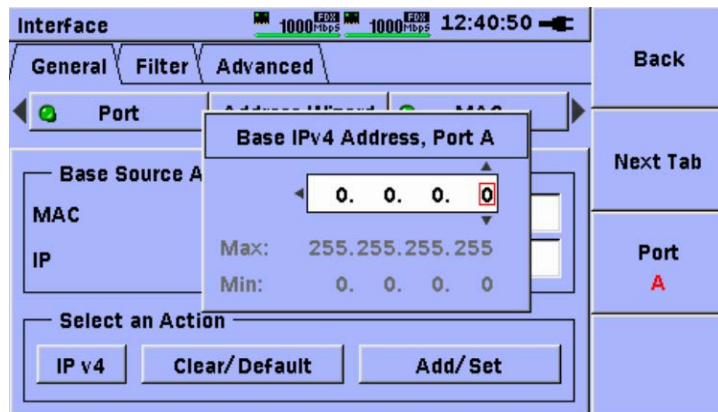 Interface 1000 FDX Mbps 1000 FDX Mbps 12:40:50
General Filter Advanced
Back
Port
Base IPv4 Address, Port A
Next Tab
Base Source A
0. 0. 0. 0
MAC
Max: 255.255.255.255
IP
Min: 0. 0. 0. 0
Port
A
Select an Action
IP v4 Clear/Default Add/Set